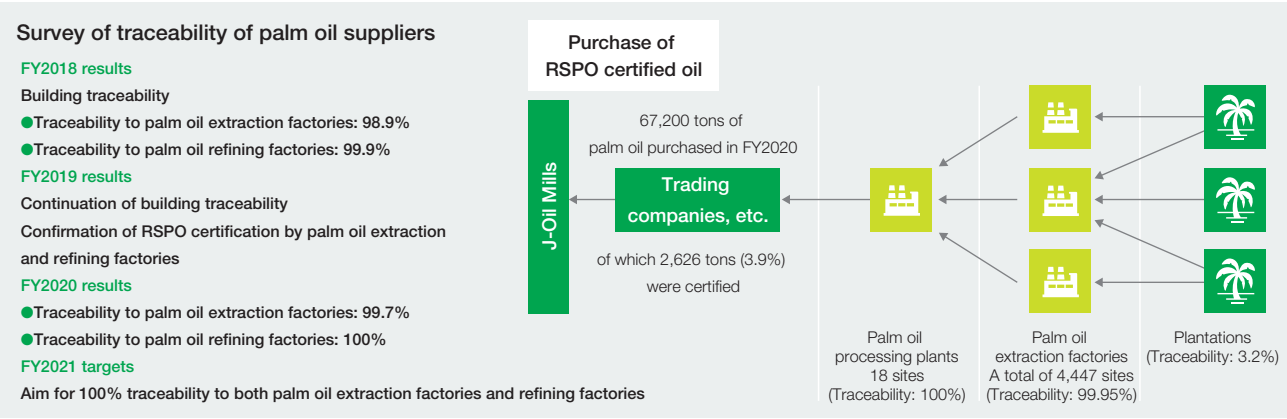 Survey of traceability of palm oil suppliers
FY2018 results
Building traceability
●Traceability to palm oil extraction factories: 98.9%
●Traceability to palm oil refining factories: 99.9%
FY2019 results
Continuation of building traceability
Confirmation of RSPO certification by palm oil extraction
and refining factories
FY2020 results
●Traceability to palm oil extraction factories: 99.7%
●Traceability to palm oil refining factories: 100%
FY2021 targets
Aim for 100% traceability to both palm oil extraction factories and refining factories
Purchase of
RSPO certified oil
J-Oil Mills
67,200 tons of
palm oil purchased in FY2020
Trading
companies, etc.
of which 2,626 tons (3.9%)
were certified
Palm oil
processing plants
18 sites
(Traceability: 100%)
Palm oil
extraction factories
A total of 4,447 sites
(Traceability: 99.95%)
Plantations
(Traceability: 3.2%)